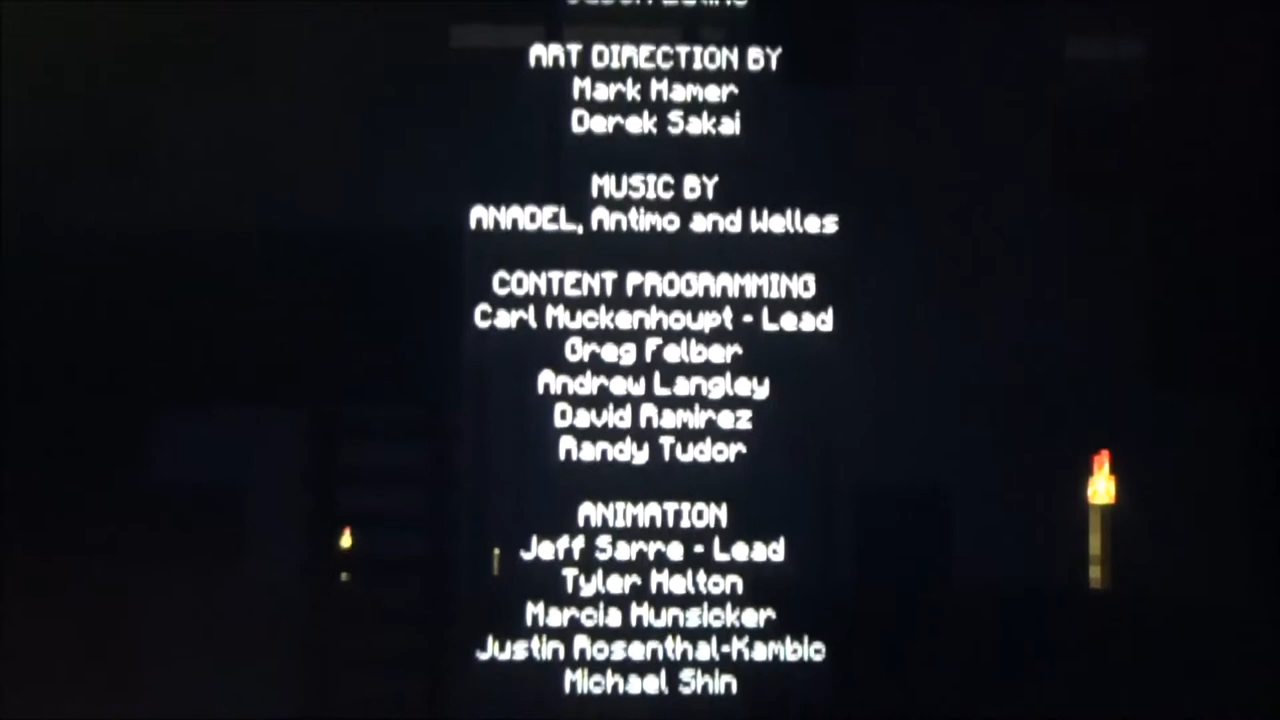 ART DIRECTION BY
Mark Hamer
Derek Sakai
MUSIC BY
ANADEL, Antimo and Welles
CONTENT PROGRAMMING
Carl Muckenhoupt - Lead
Greg Felber
Andrew Langley
David Ramirez
Randy Tudor
ANIMATION
Jeff Sarre - Lead
Tyler Helton
Marcia Hunsicker
Justin Rosenthal-Kambic
Michael Shin